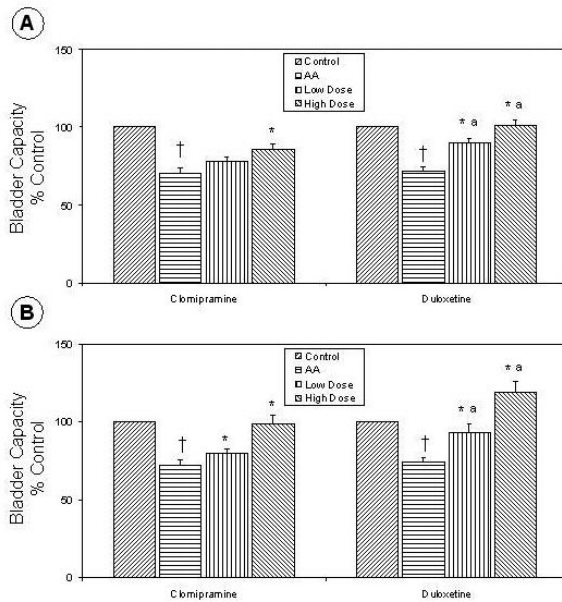 A
150
100
50
0
Bladder Capacity
% Control
Control
AA
Low Dose
High Dose
†
*
†
* a
* a
Clomipramine
Duloxetine
B
150
100
50
0
Bladder Capacity
% Control
Control
AA
Low Dose
High Dose
†
*
*
†
* a
* a
Clomipramine
Duloxetine